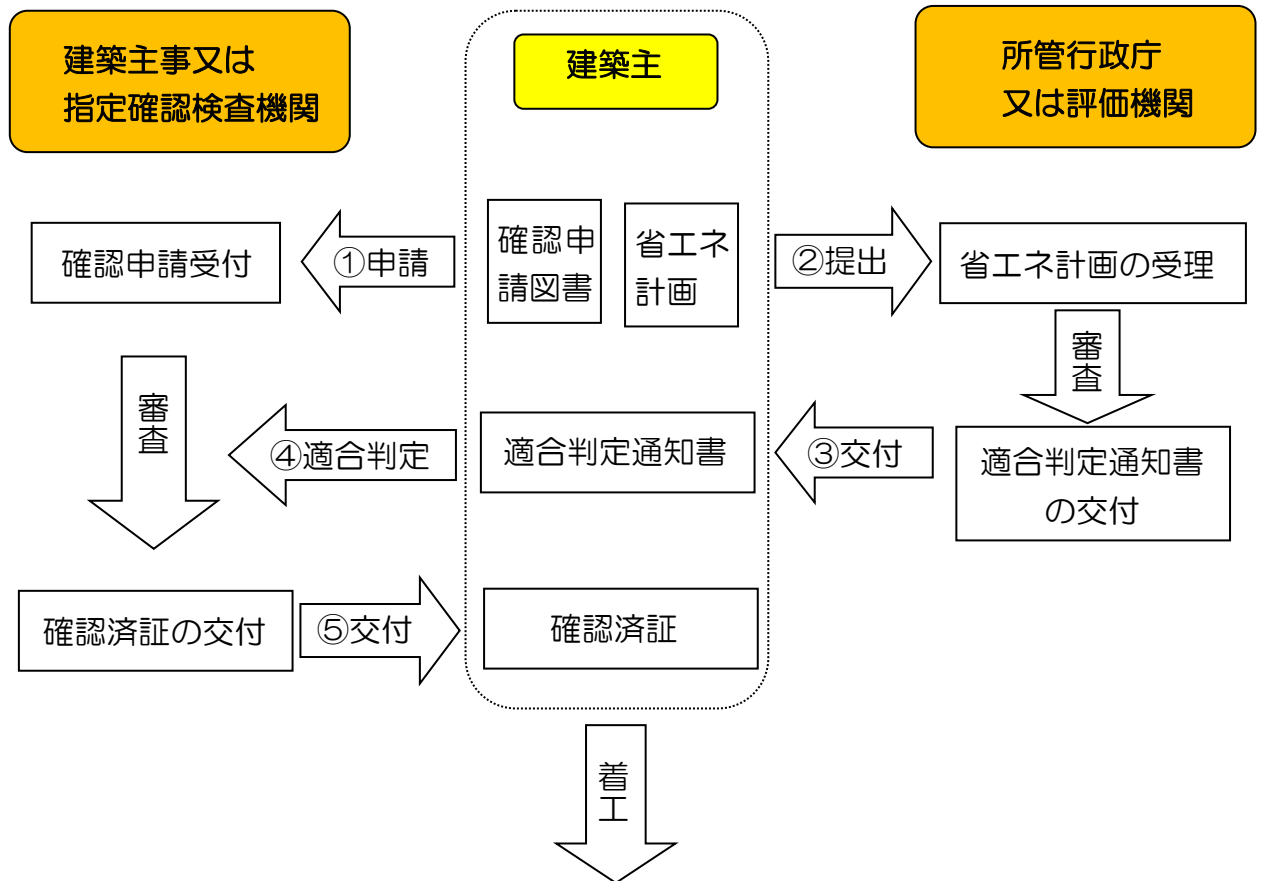 建築主事又は
指定確認検査機関
建築主
所管行政庁
又は評価機関
確認申請受付
①申請
確認申
請図書
省エネ
計画
②提出
省エネ計画の受理
審査
審査
④適合判定
適合判定通知書
③交付
適合判定通知書
の交付
確認済証の交付
⑤交付
確認済証
着工